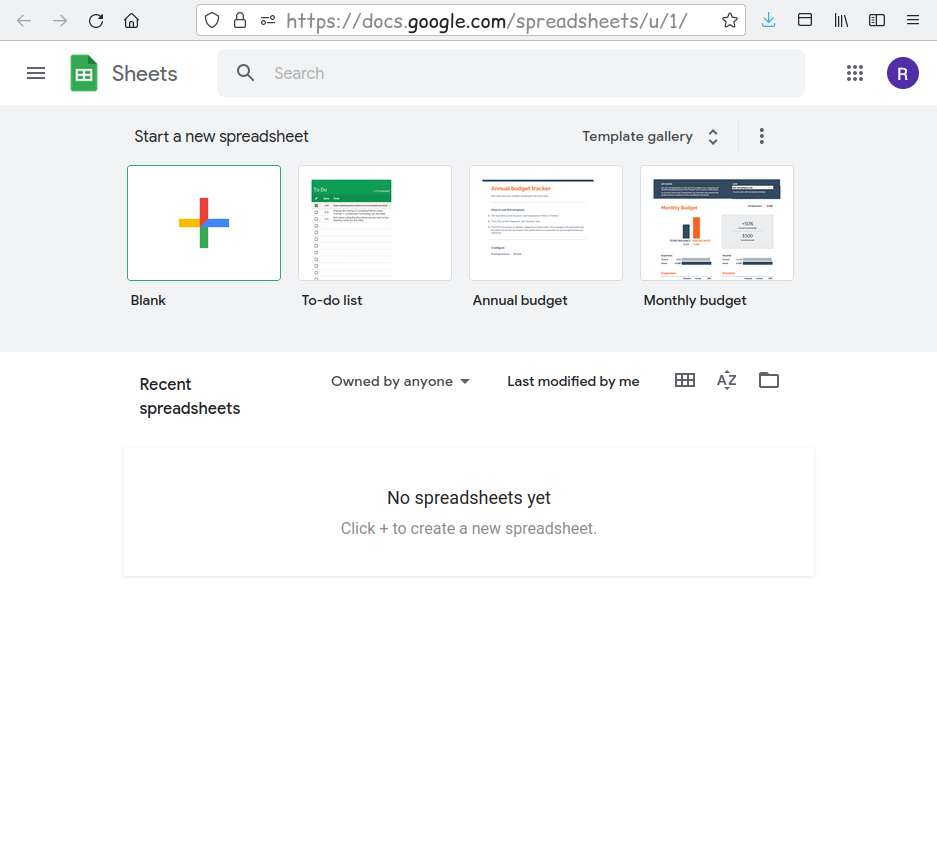 https://docs.google.com/spreadsheets/u/1/
Sheets
Search
R
Start a new spreadsheet
Template gallery
To Do
Annual budget tracker
Monthly Budget
Blank
To-do list
Annual budget
Monthly budget
Recent
spreadsheets
Owned by anyone
Last modified by me
AZ
No spreadsheets yet
Click + to create a new spreadsheet.